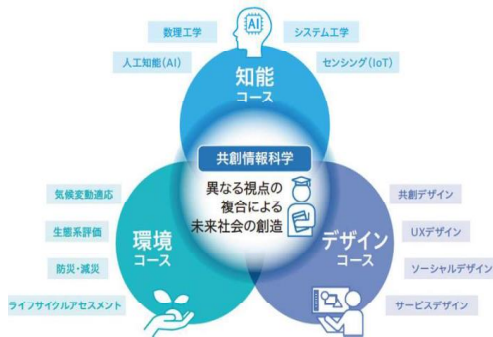 数理工学
システム工学
人工知能(AI)
センシング(IoT)
AI
知能
コース
共創情報科学
異なる視点の
複合による
未来社会の創造
気候変動適応
生態系評価
防災・減災
ライフサイクルアセスメント
環境
コース
デザイン
コース
共創デザイン
UXデザイン
ソーシャルデザイン
サービスデザイン